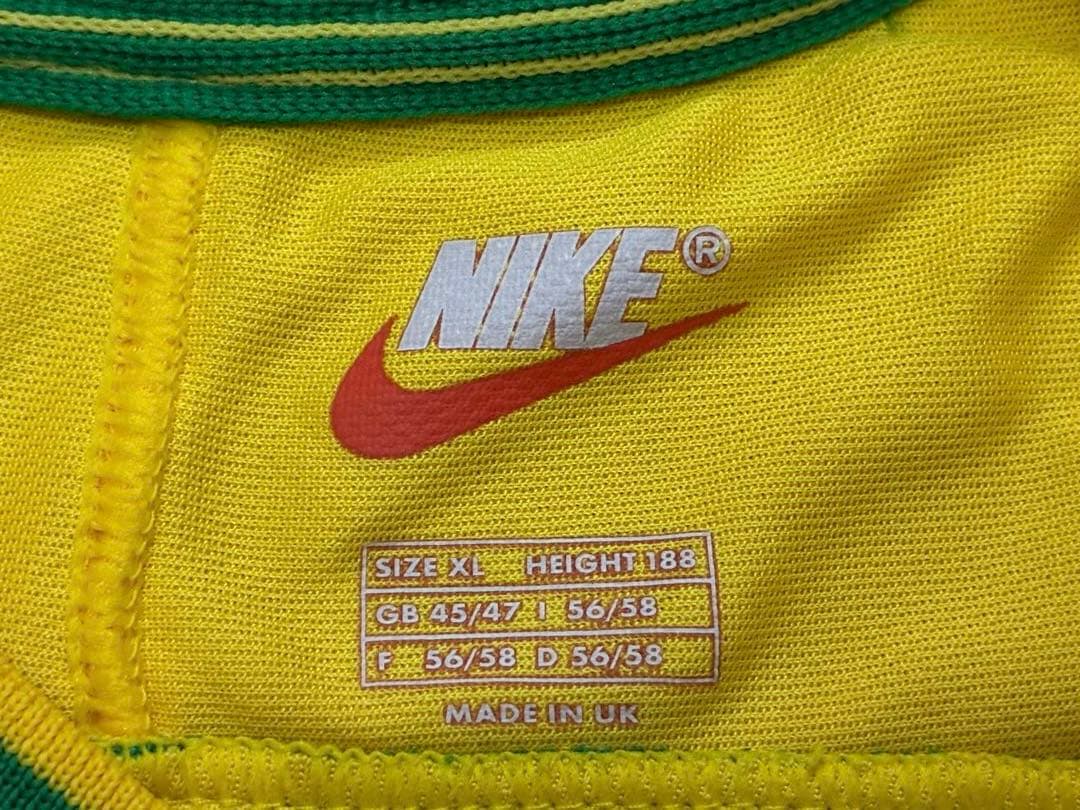 NIKE®
SIZE XL HEIGHT 188
GB 45/47 I 56/58
F 56/58 D 56/58
MADE IN UK